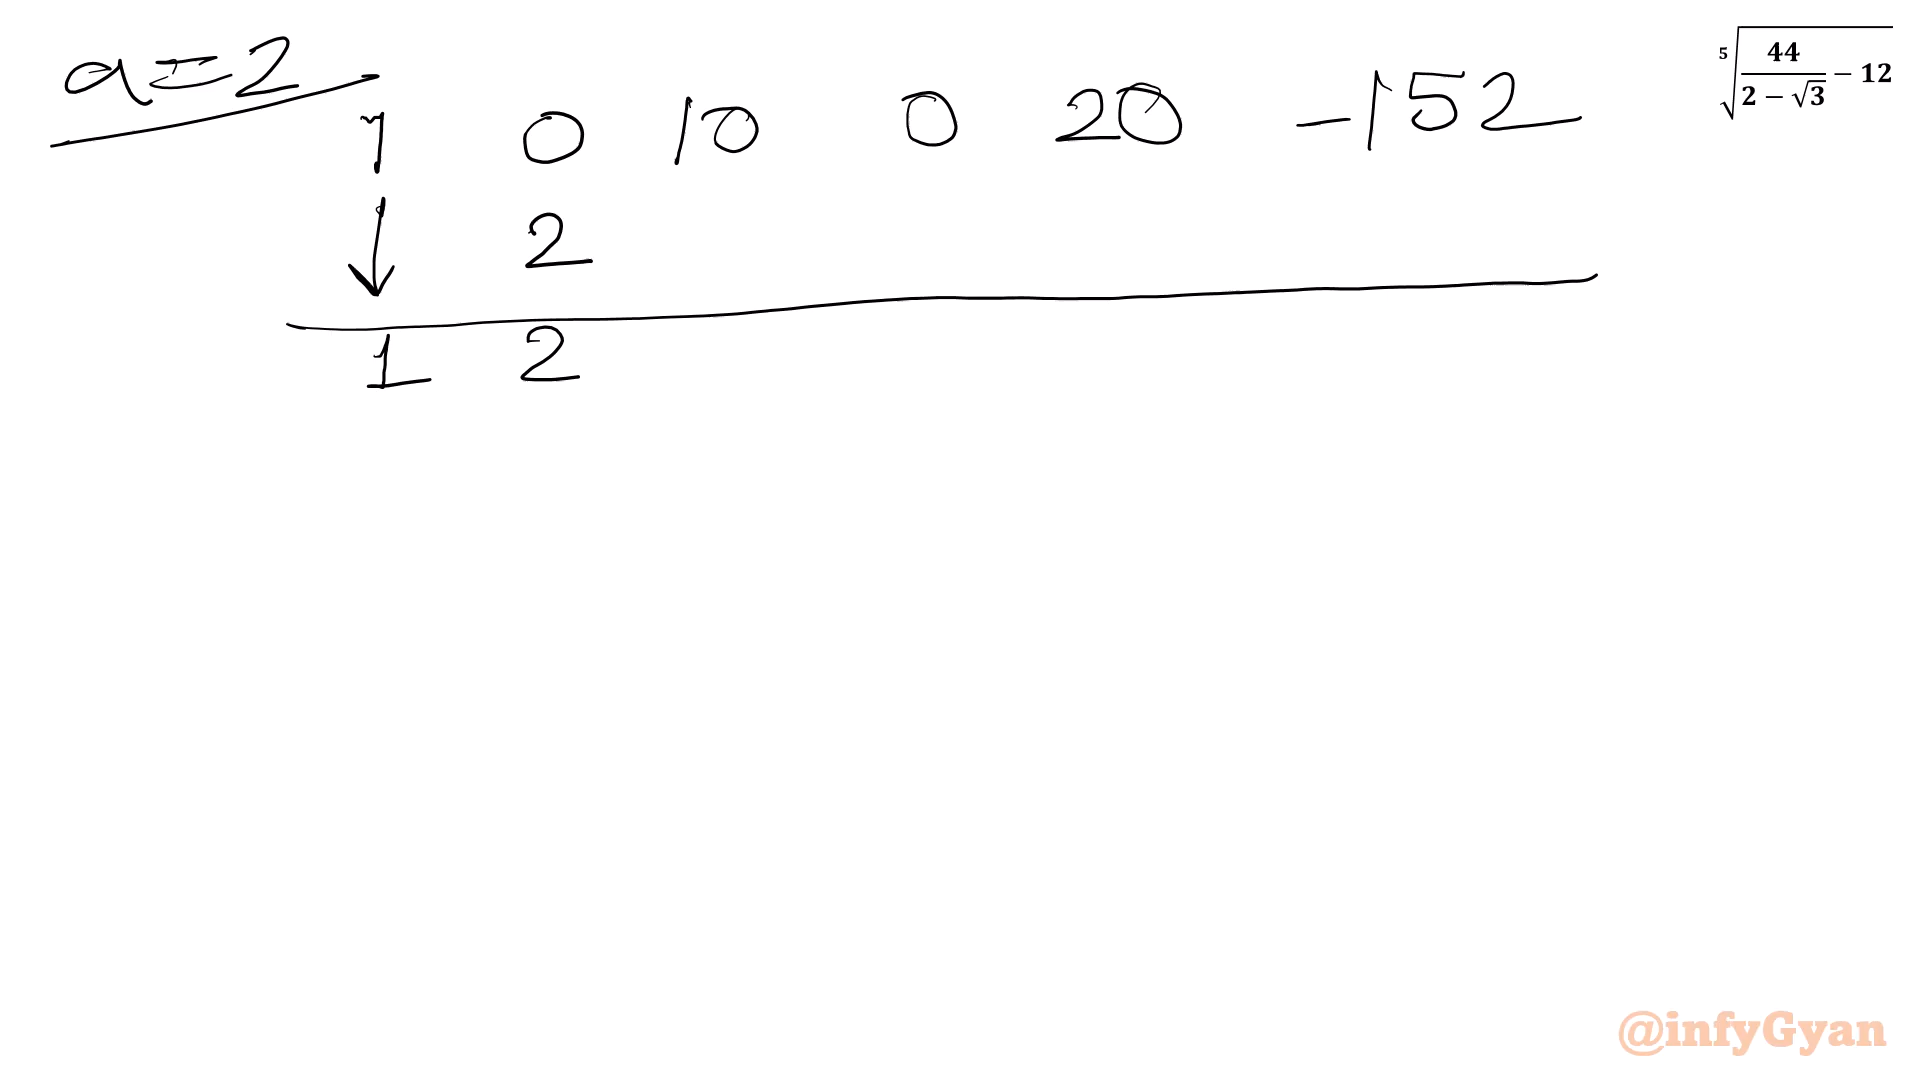 a=2
1 0 10 0 20 -152
2
1 2
⁵√(44/(2 − √3) − 12)
@infyGyan